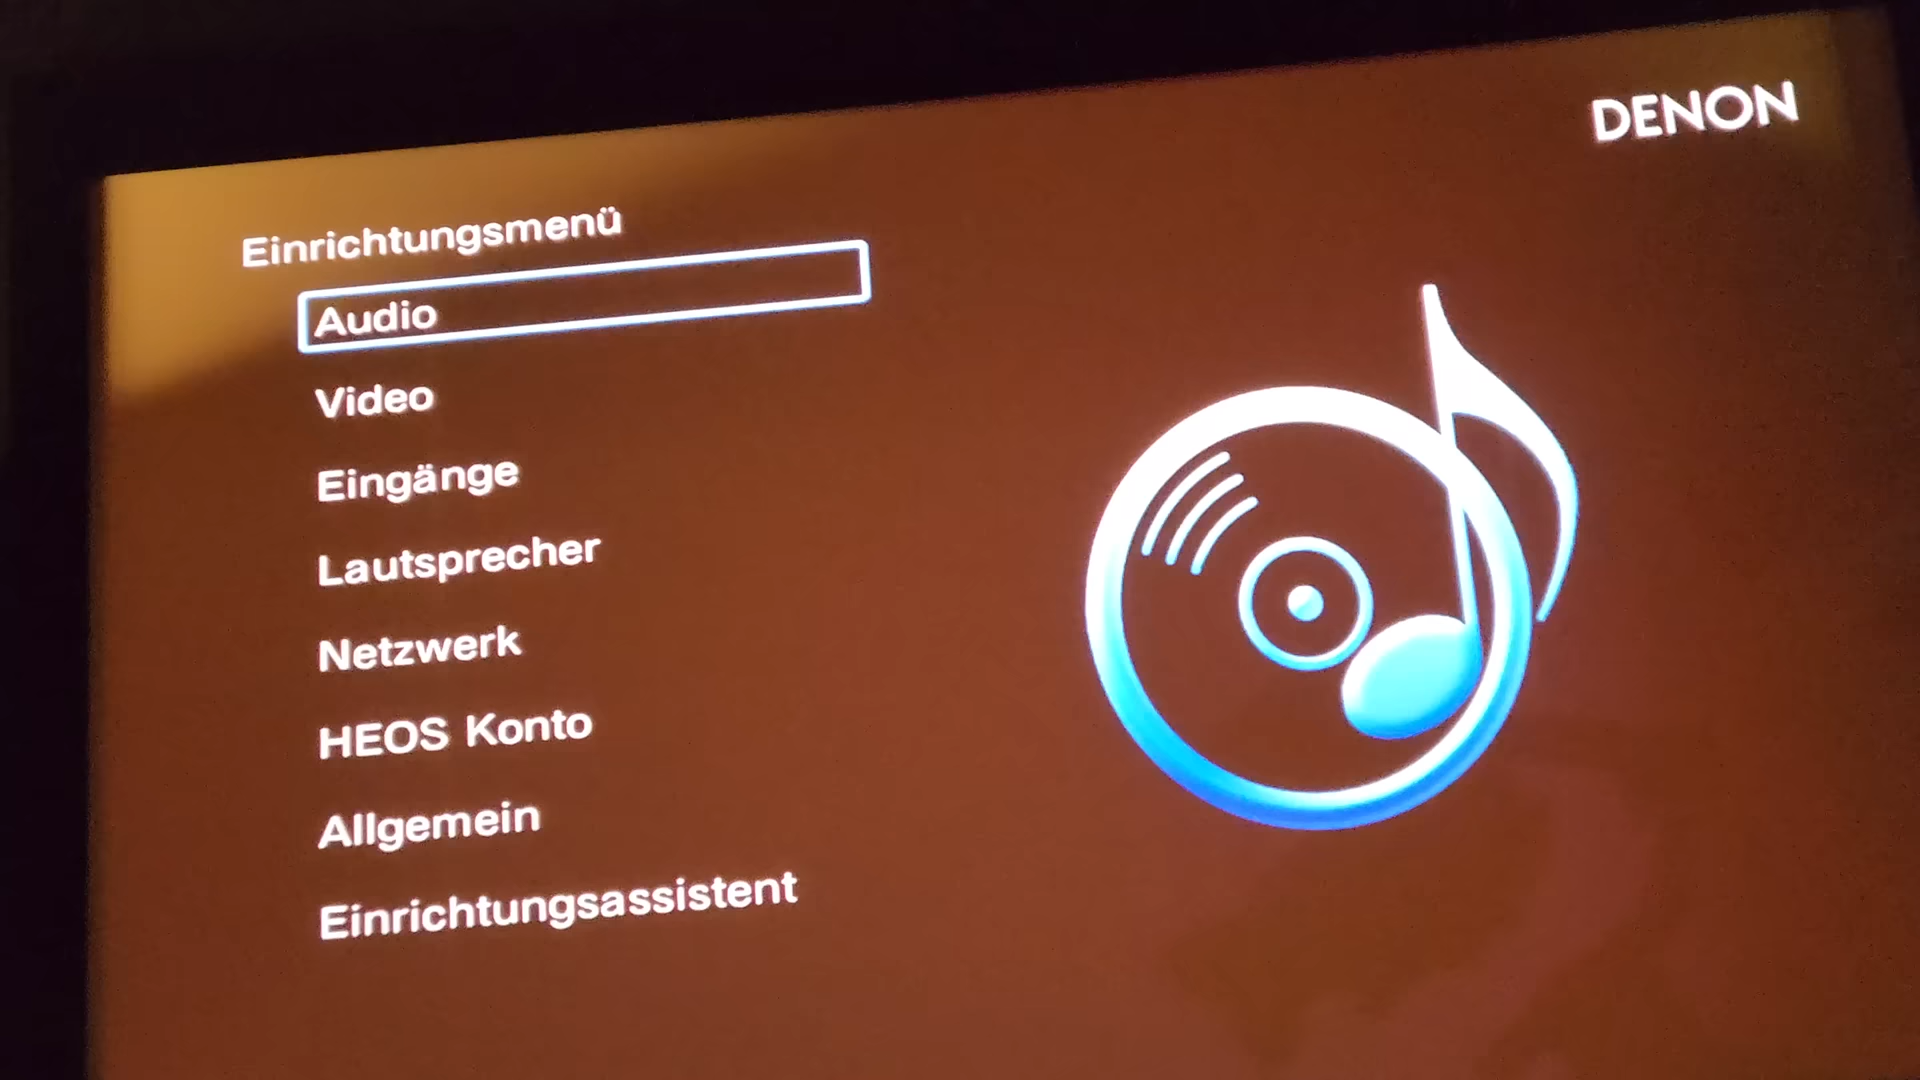 DENON
Einrichtungsmenü
Audio
Video
Eingänge
Lautsprecher
Netzwerk
HEOS Konto
Allgemein
Einrichtungsassistent